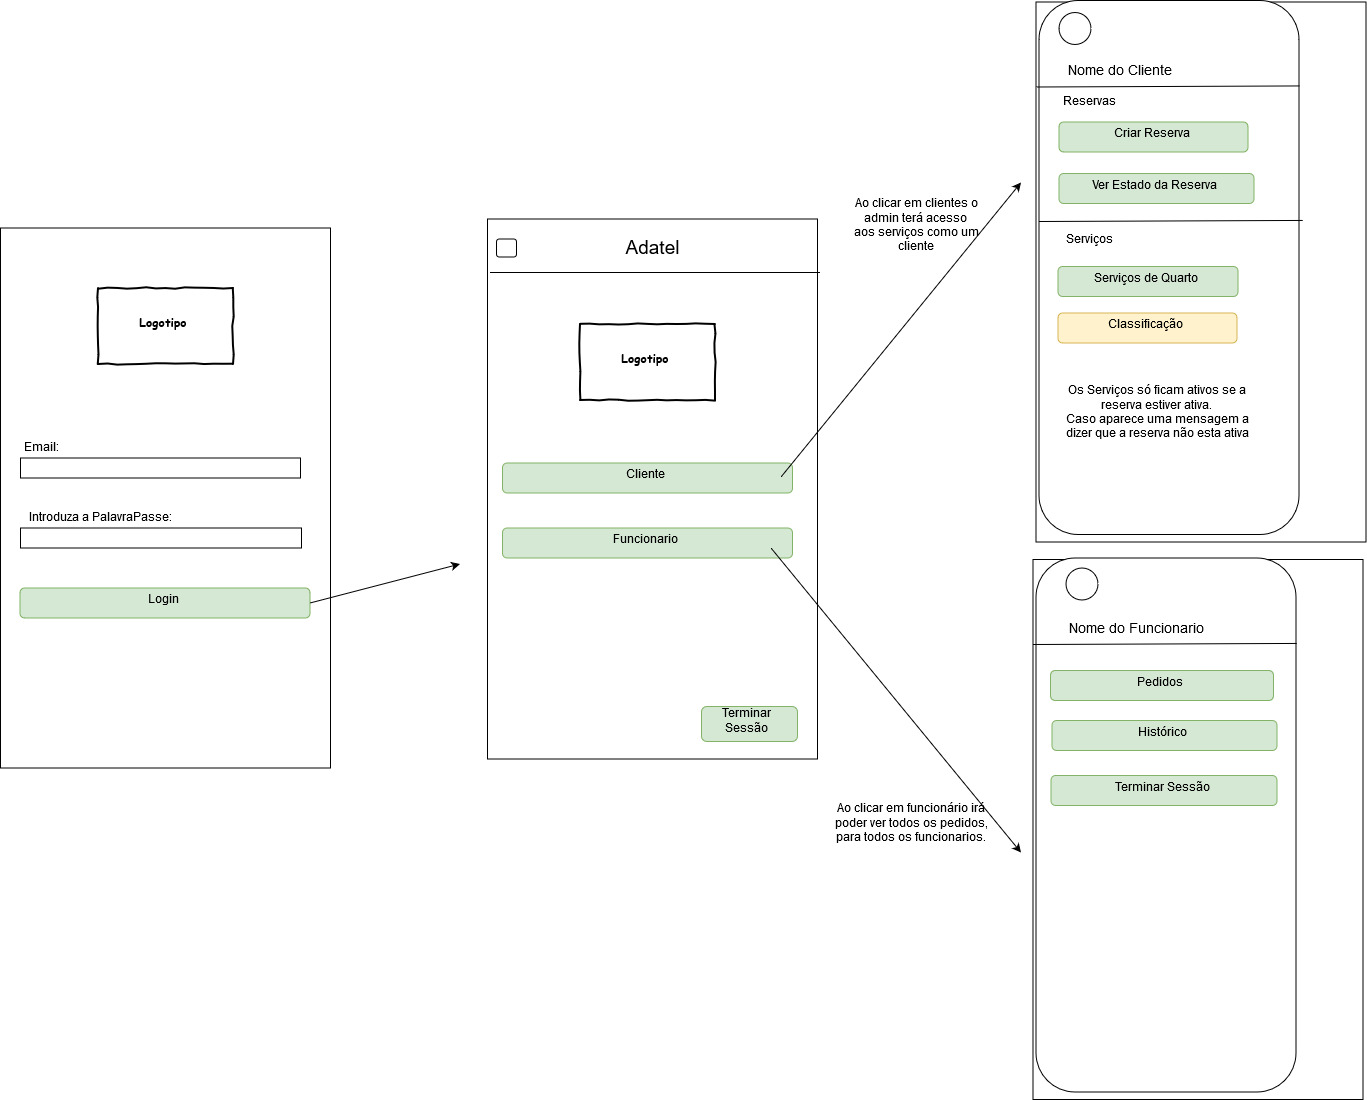 Logotipo
Email:
Introduza a PalavraPasse:
Login
Adatel
Logotipo
Cliente
Funcionario
Terminar
Sessão
Ao clicar em clientes o
admin terá acesso
aos serviços como um
cliente
Nome do Cliente
Reservas
Criar Reserva
Ver Estado da Reserva
Serviços
Serviços de Quarto
Classificação
Os Serviços só ficam ativos se a
reserva estiver ativa.
Caso aparece uma mensagem a
dizer que a reserva não esta ativa
Ao clicar em funcionário irá
poder ver todos os pedidos,
para todos os funcionarios.
Nome do Funcionario
Pedidos
Histórico
Terminar Sessão